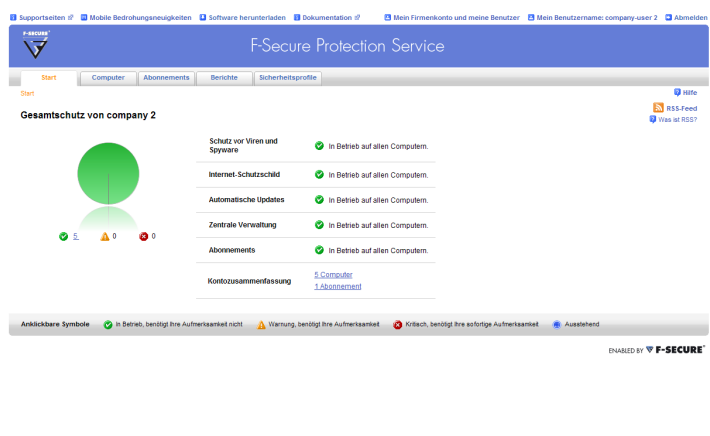 Supportseiten Mobile Bedrohungsneuigkeiten Software herunterladen Dokumentation Mein Firmenkonto und meine Benutzer Mein Benutzername: company-user 2 Abmelden
F-SECURE
F-Secure Protection Service
Start Computer Abonnements Berichte Sicherheitsprofile
Start
Hilfe
RSS-Feed
Was ist RSS?
Gesamtschutz von company 2
Schutz vor Viren und
Spyware
In Betrieb auf allen Computern.
Internet-Schutzschild In Betrieb auf allen Computern.
Automatische Updates In Betrieb auf allen Computern.
Zentrale Verwaltung In Betrieb auf allen Computern.
Abonnements In Betrieb auf allen Computern.
5 0 0
Kontozusammenfassung
5 Computer
1 Abonnement
Anklickbare Symbole In Betrieb, benötigt Ihre Aufmerksamkeit nicht Warnung, benötigt Ihre Aufmerksamkeit Kritisch, benötigt Ihre sofortige Aufmerksamkeit Ausstehend
ENABLED BY F-SECURE